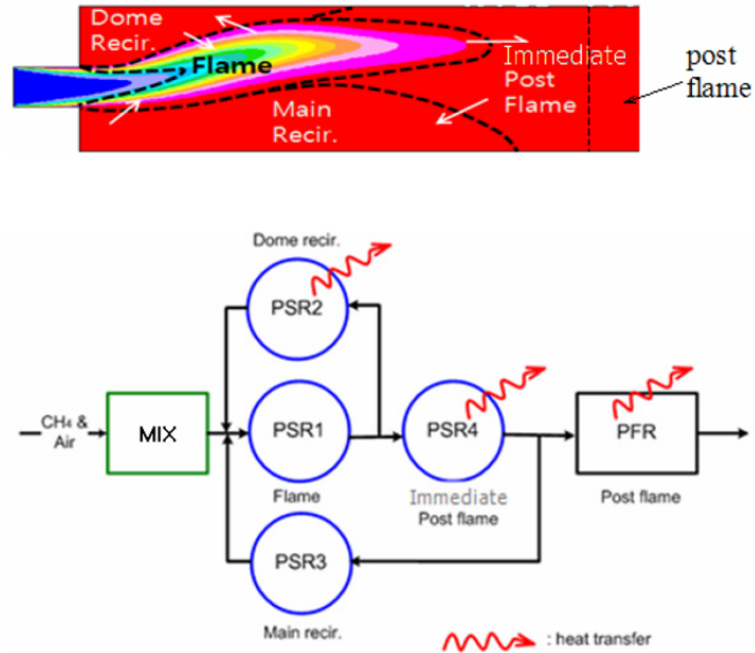 Dome
Recir.
Flame
Immediate
Post
Flame
post
flame
Main
Recir.
Dome recir.
PSR2
CH4 &
Air
MIX
PSR1
PSR4
PFR
Flame
Immediate
Post flame
Post flame
PSR3
Main recir.
: heat transfer